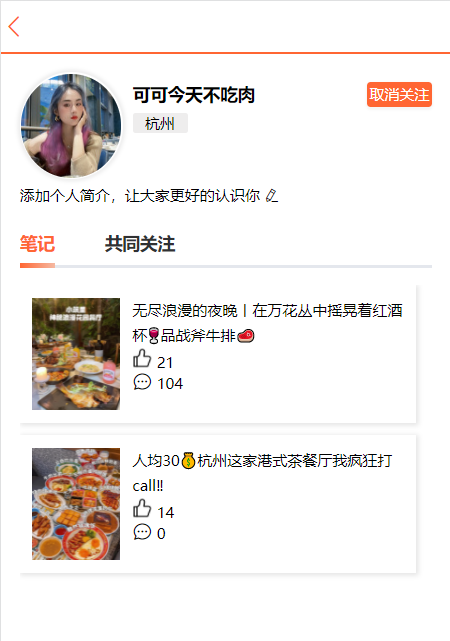 可可今天不吃肉
取消关注
杭州
添加个人简介，让大家更好的认识你
笔记
共同关注
无尽浪漫的夜晚丨在万花丛中摇晃着红酒
杯🍷品战斧牛排🥩
21
104
人均30💰杭州这家港式茶餐厅我疯狂打
call‼️
14
0